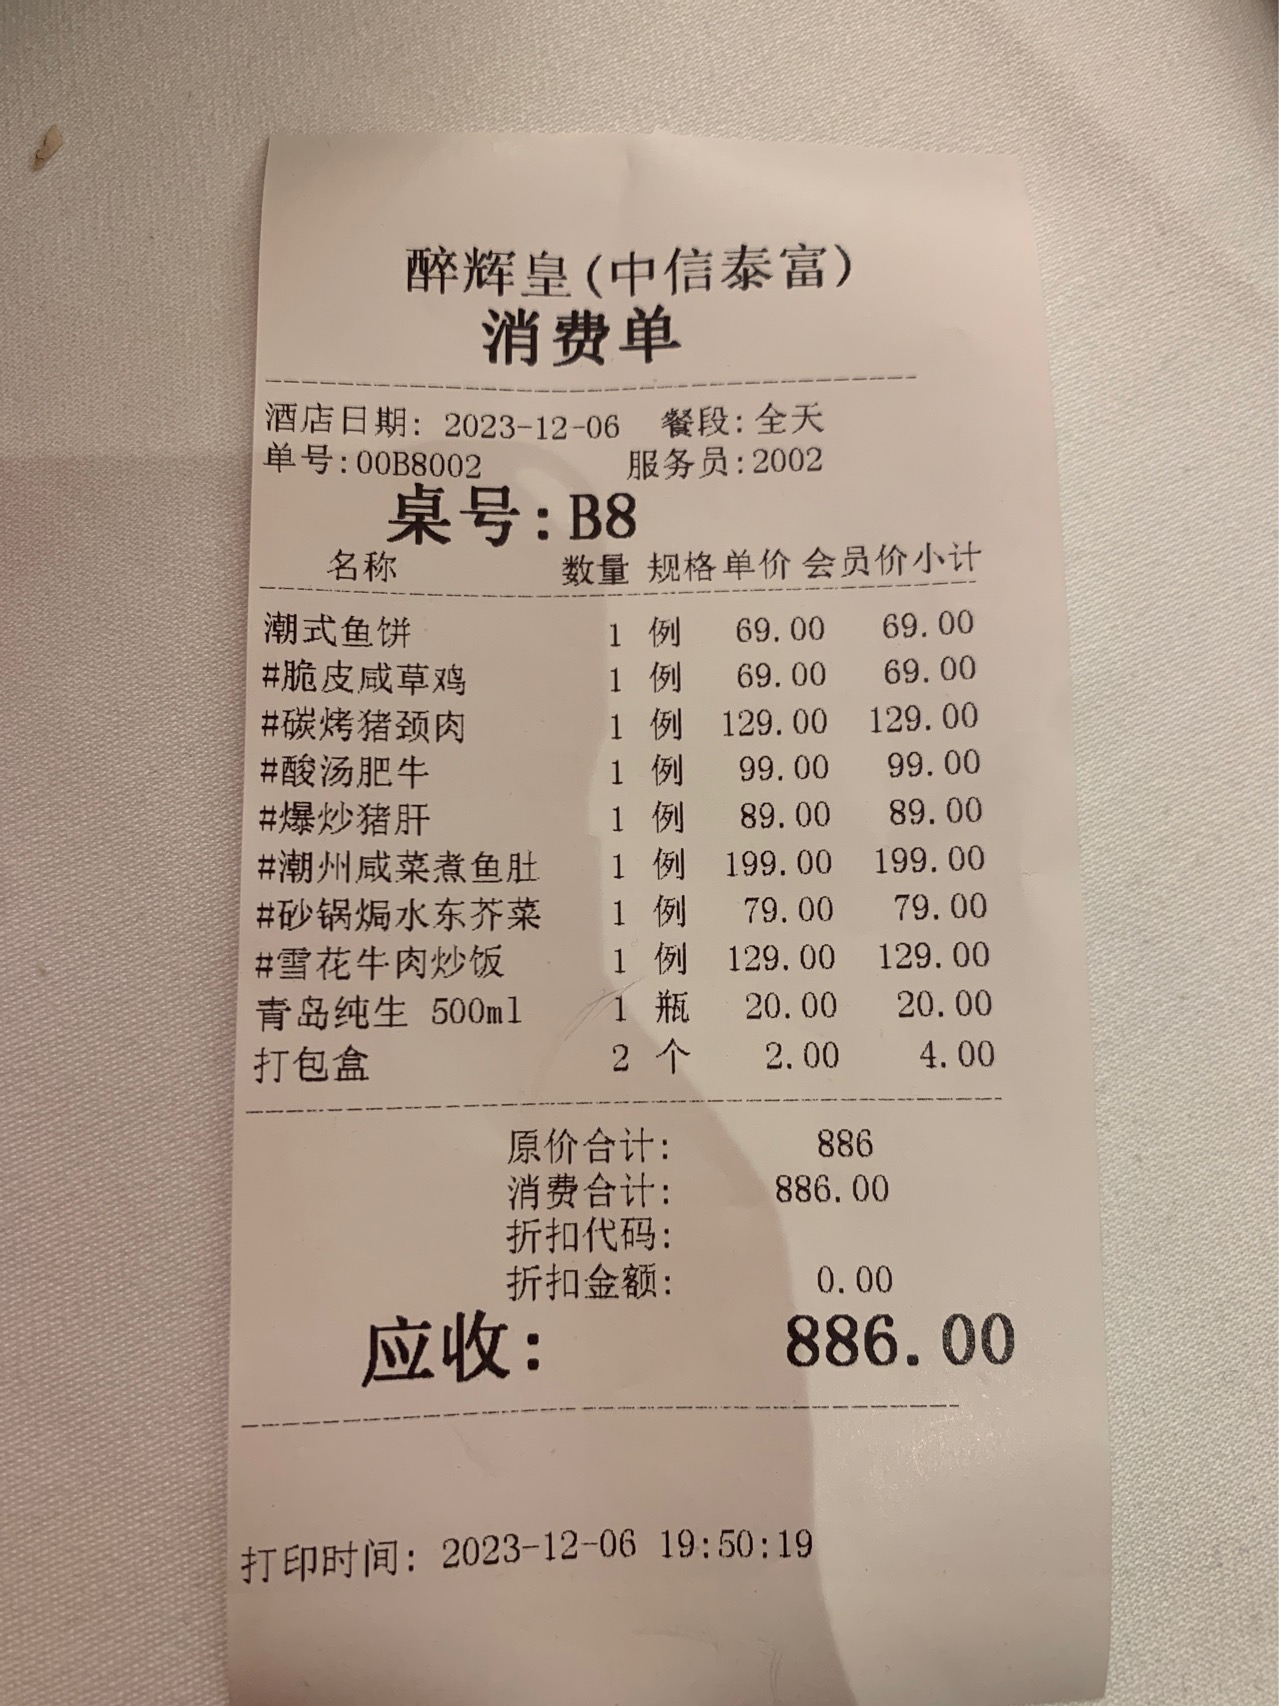 醉辉皇(中信泰富)
消费单
酒店日期: 2023-12-06 餐段:全天
单号:00B8002 服务员:2002
桌号:B8
名称 数量 规格 单价 会员价 小计
潮式鱼饼 1 例 69.00 69.00
#脆皮咸草鸡 1 例 69.00 69.00
#碳烤猪颈肉 1 例 129.00 129.00
#酸汤肥牛 1 例 99.00 99.00
#爆炒猪肝 1 例 89.00 89.00
#潮州咸菜煮鱼肚 1 例 199.00 199.00
#砂锅焗水东芥菜 1 例 79.00 79.00
#雪花牛肉炒饭 1 例 129.00 129.00
青岛纯生 500ml 1 瓶 20.00 20.00
打包盒 2 个 2.00 4.00
原价合计: 886
消费合计: 886.00
折扣代码:
折扣金额: 0.00
应收: 886.00
打印时间: 2023-12-06 19:50:19